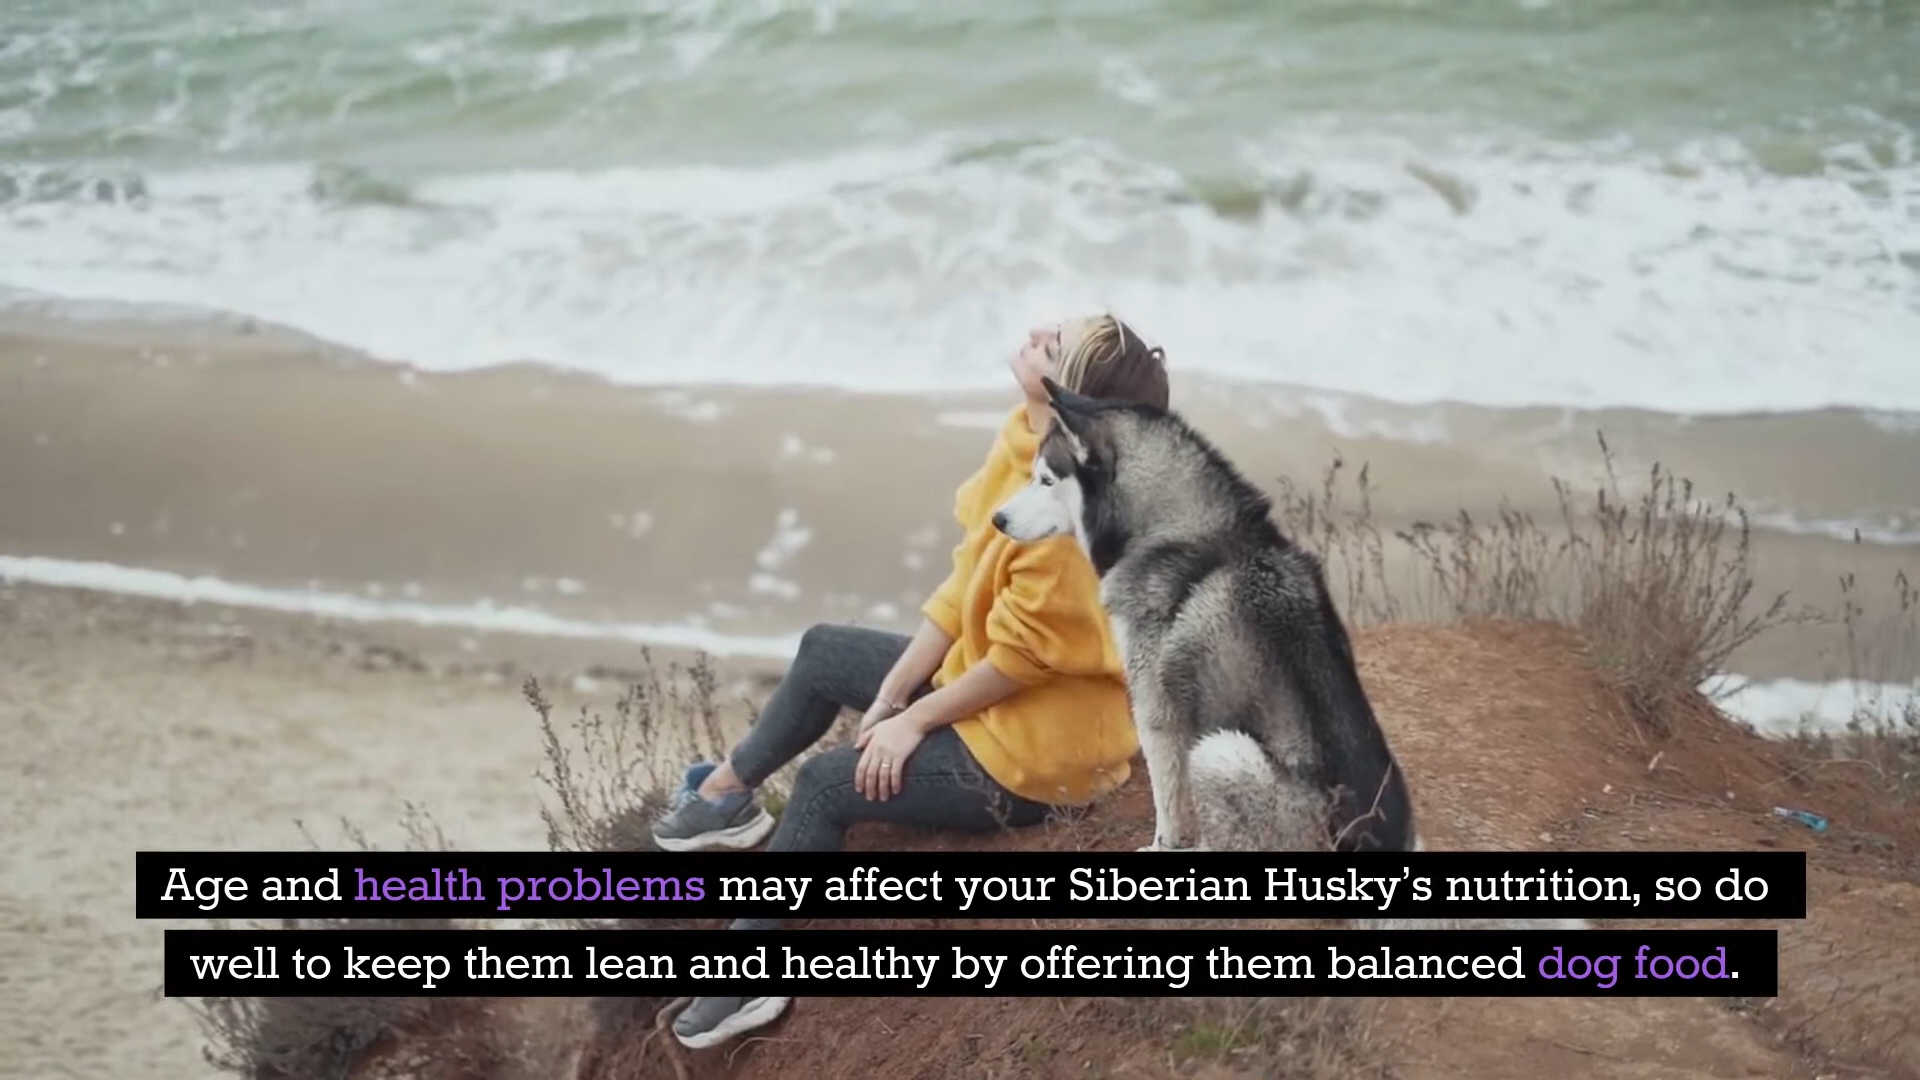 Age and health problems may affect your Siberian Husky’s nutrition, so do
well to keep them lean and healthy by offering them balanced dog food.